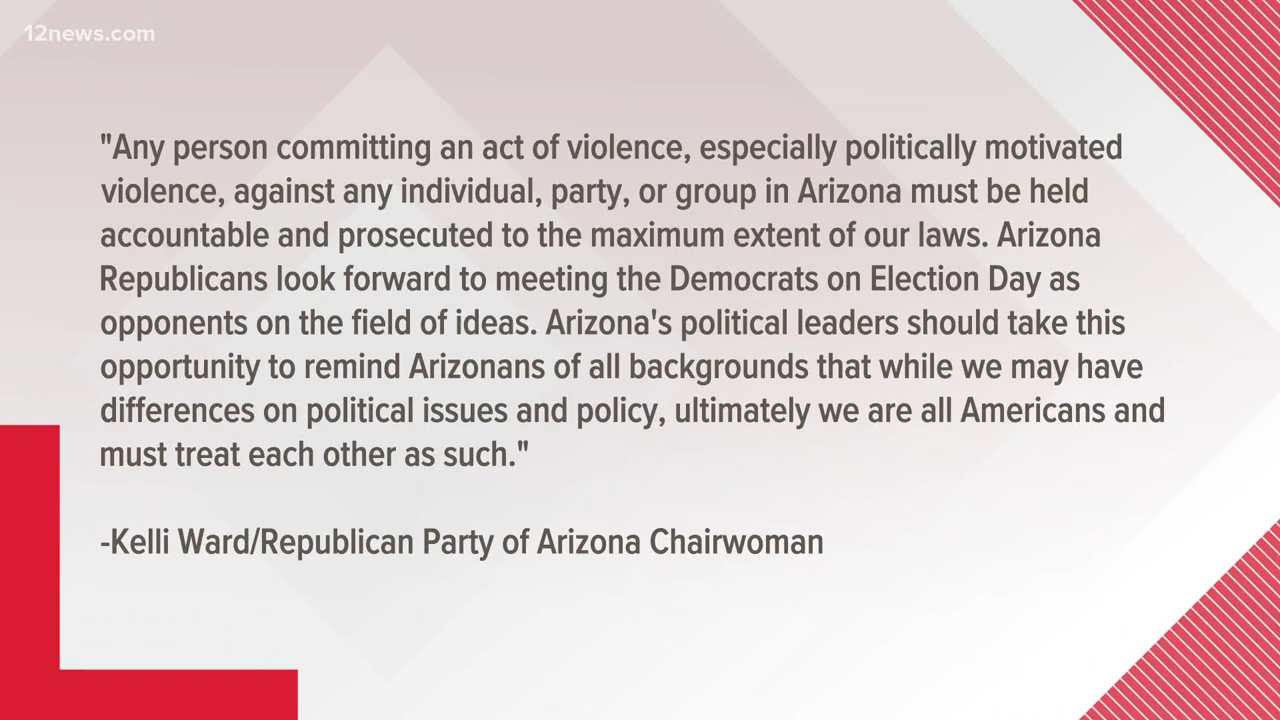 12news.com
"Any person committing an act of violence, especially politically motivated
violence, against any individual, party, or group in Arizona must be held
accountable and prosecuted to the maximum extent of our laws. Arizona
Republicans look forward to meeting the Democrats on Election Day as
opponents on the field of ideas. Arizona's political leaders should take this
opportunity to remind Arizonans of all backgrounds that while we may have
differences on political issues and policy, ultimately we are all Americans and
must treat each other as such."
-Kelli Ward/Republican Party of Arizona Chairwoman